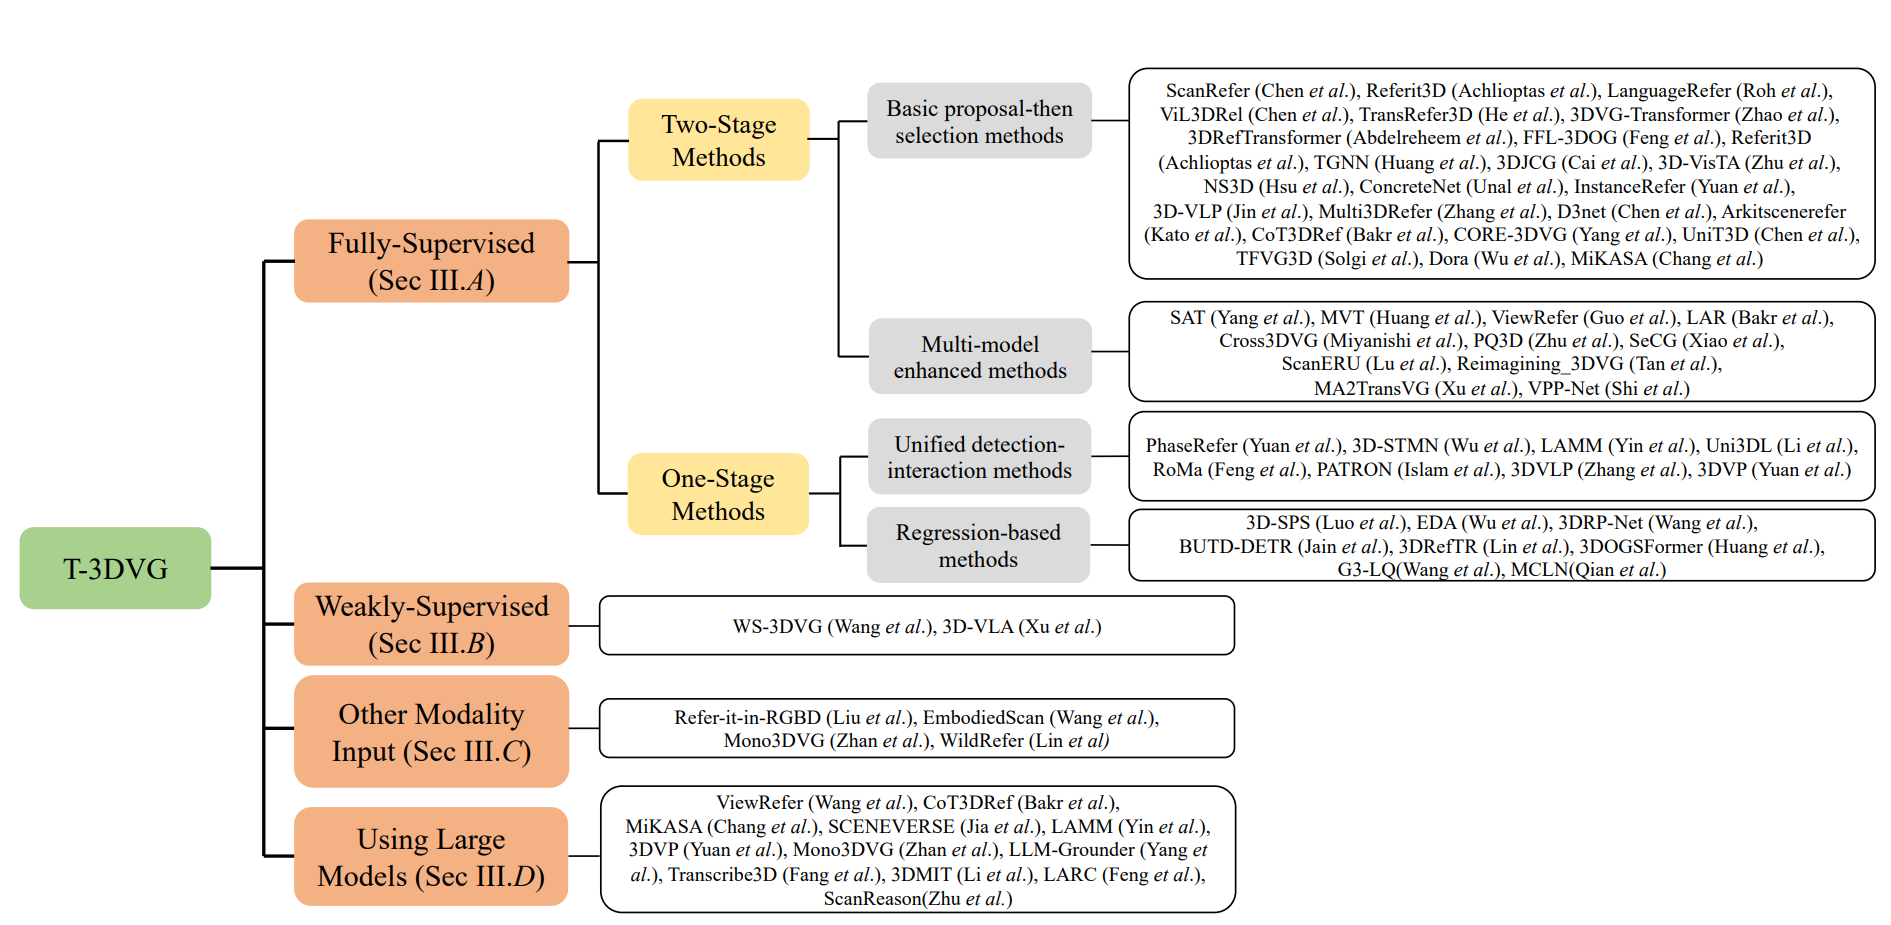 T-3DVG
Fully-Supervised
(Sec III.A)
Two-Stage
Methods
Basic proposal-then
selection methods
ScanRefer (Chen et al.), Referit3D (Achlioptas et al.), LanguageRefer (Roh et al.),
ViL3DRel (Chen et al.), TransRefer3D (He et al.), 3DVG-Transformer (Zhao et al.),
3DRefTransformer (Abdelreheem et al.), FFL-3DOG (Feng et al.), Referit3D
(Achlioptas et al.), TGNN (Huang et al.), 3DJCG (Cai et al.), 3D-VisTA (Zhu et al.),
NS3D (Hsu et al.), ConcreteNet (Unal et al.), InstanceRefer (Yuan et al.),
3D-VLP (Jin et al.), Multi3DRefer (Zhang et al.), D3net (Chen et al.), Arkitscenerefer
(Kato et al.), CoT3DRef (Bakr et al.), CORE-3DVG (Yang et al.), UniT3D (Chen et al.),
TFVG3D (Solgi et al.), Dora (Wu et al.), MiKASA (Chang et al.)
Multi-model
enhanced methods
SAT (Yang et al.), MVT (Huang et al.), ViewRefer (Guo et al.), LAR (Bakr et al.),
Cross3DVG (Miyanishi et al.), PQ3D (Zhu et al.), SeCG (Xiao et al.),
ScanERU (Lu et al.), Reimagining_3DVG (Tan et al.),
MA2TransVG (Xu et al.), VPP-Net (Shi et al.)
One-Stage
Methods
Unified detection-
interaction methods
PhaseRefer (Yuan et al.), 3D-STMN (Wu et al.), LAMM (Yin et al.), Uni3DL (Li et al.),
RoMa (Feng et al.), PATRON (Islam et al.), 3DVLP (Zhang et al.), 3DVP (Yuan et al.)
Regression-based
methods
3D-SPS (Luo et al.), EDA (Wu et al.), 3DRP-Net (Wang et al.),
BUTD-DETR (Jain et al.), 3DRefTR (Lin et al.), 3DOGSFormer (Huang et al.),
G3-LQ(Wang et al.), MCLN(Qian et al.)
Weakly-Supervised
(Sec III.B)
WS-3DVG (Wang et al.), 3D-VLA (Xu et al.)
Other Modality
Input (Sec III.C)
Refer-it-in-RGBD (Liu et al.), EmbodiedScan (Wang et al.),
Mono3DVG (Zhan et al.), WildRefer (Lin et al)
Using Large
Models (Sec III.D)
ViewRefer (Wang et al.), CoT3DRef (Bakr et al.),
MiKASA (Chang et al.), SCENEVERSE (Jia et al.), LAMM (Yin et al.),
3DVP (Yuan et al.), Mono3DVG (Zhan et al.), LLM-Grounder (Yang et
al.), Transcribe3D (Fang et al.), 3DMIT (Li et al.), LARC (Feng et al.),
ScanReason(Zhu et al.)